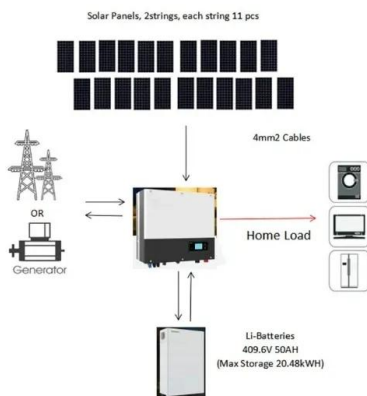 Solar Panels, 2strings, each string 11 pcs
4mm2 Cables
OR
Generator
Home Load
Li-Batteries
409.6V 50AH
(Max Storage 20.48kWH)